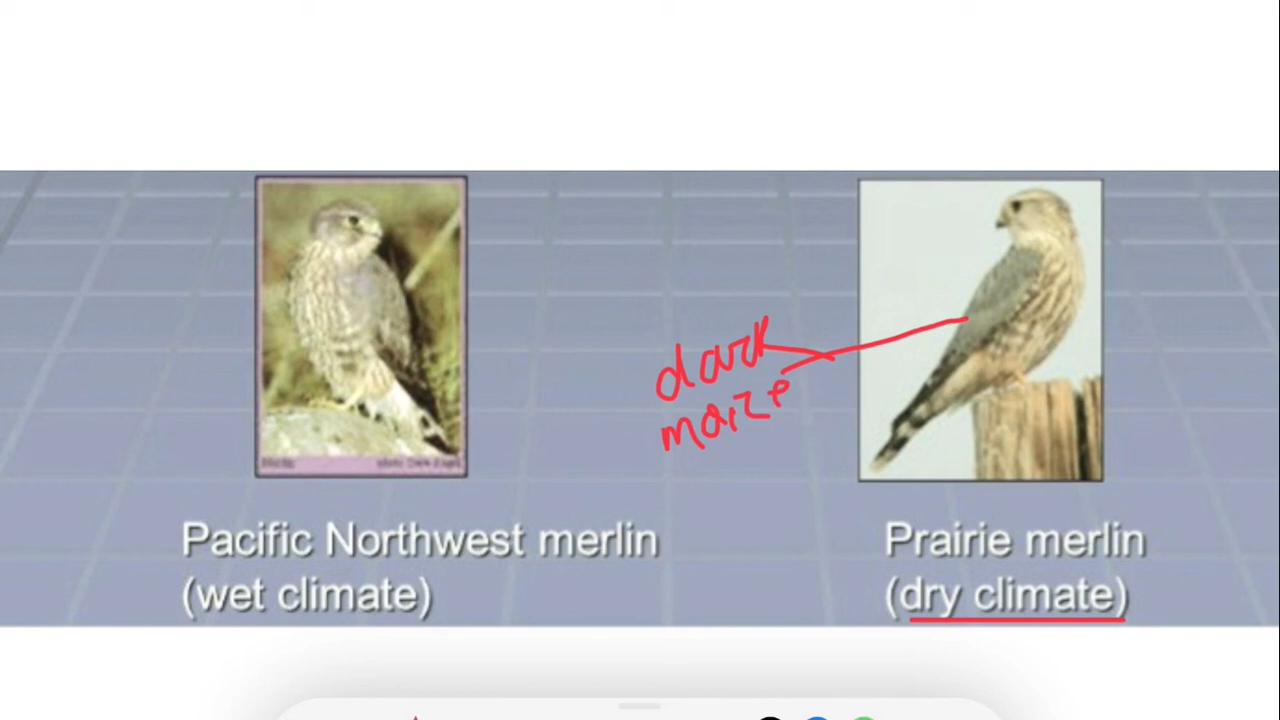 dark
maize
Pacific Northwest merlin
(wet climate)
Prairie merlin
(dry climate)